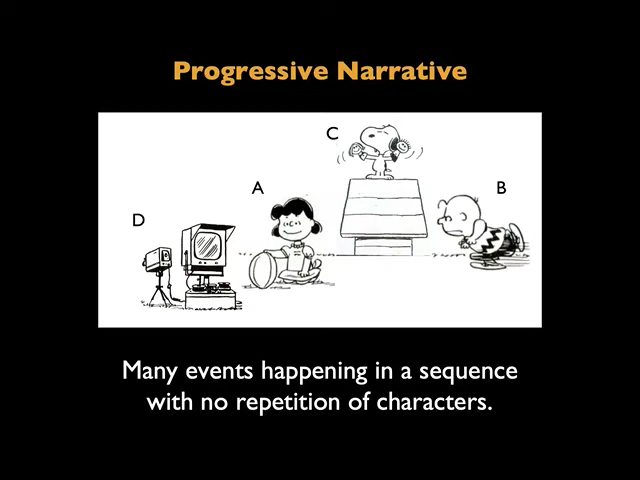 Progressive Narrative
C
A
B
D
Many events happening in a sequence
with no repetition of characters.